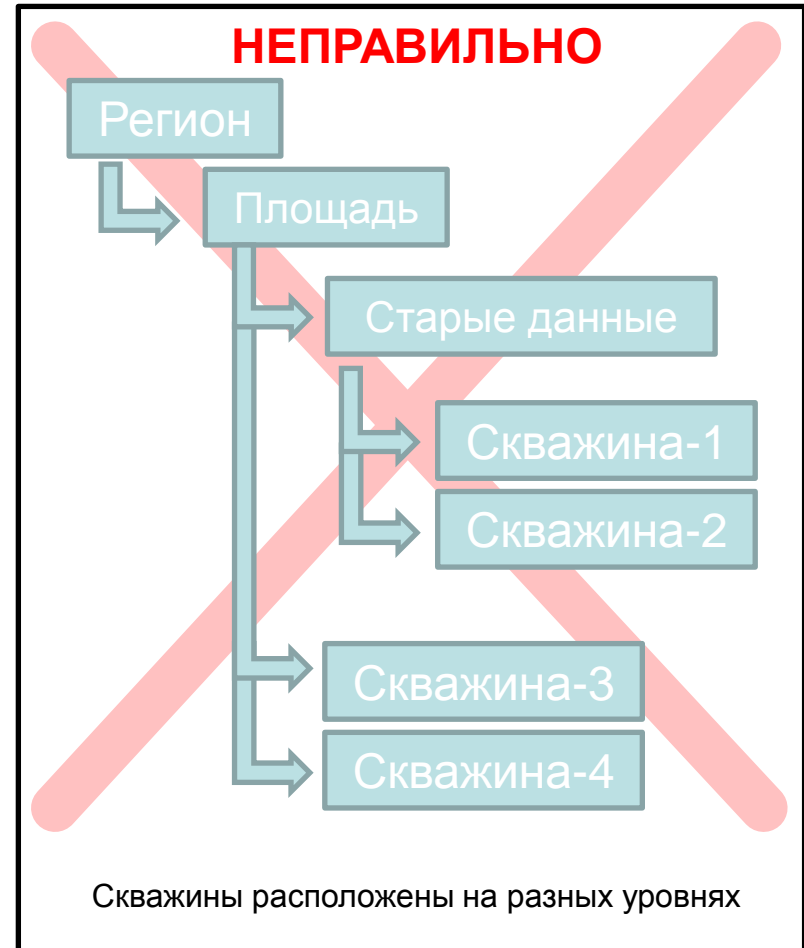 НЕПРАВИЛЬНО
Регион
Площадь
Старые данные
Скважина-1
Скважина-2
Скважина-3
Скважина-4
Скважины расположены на разных уровнях